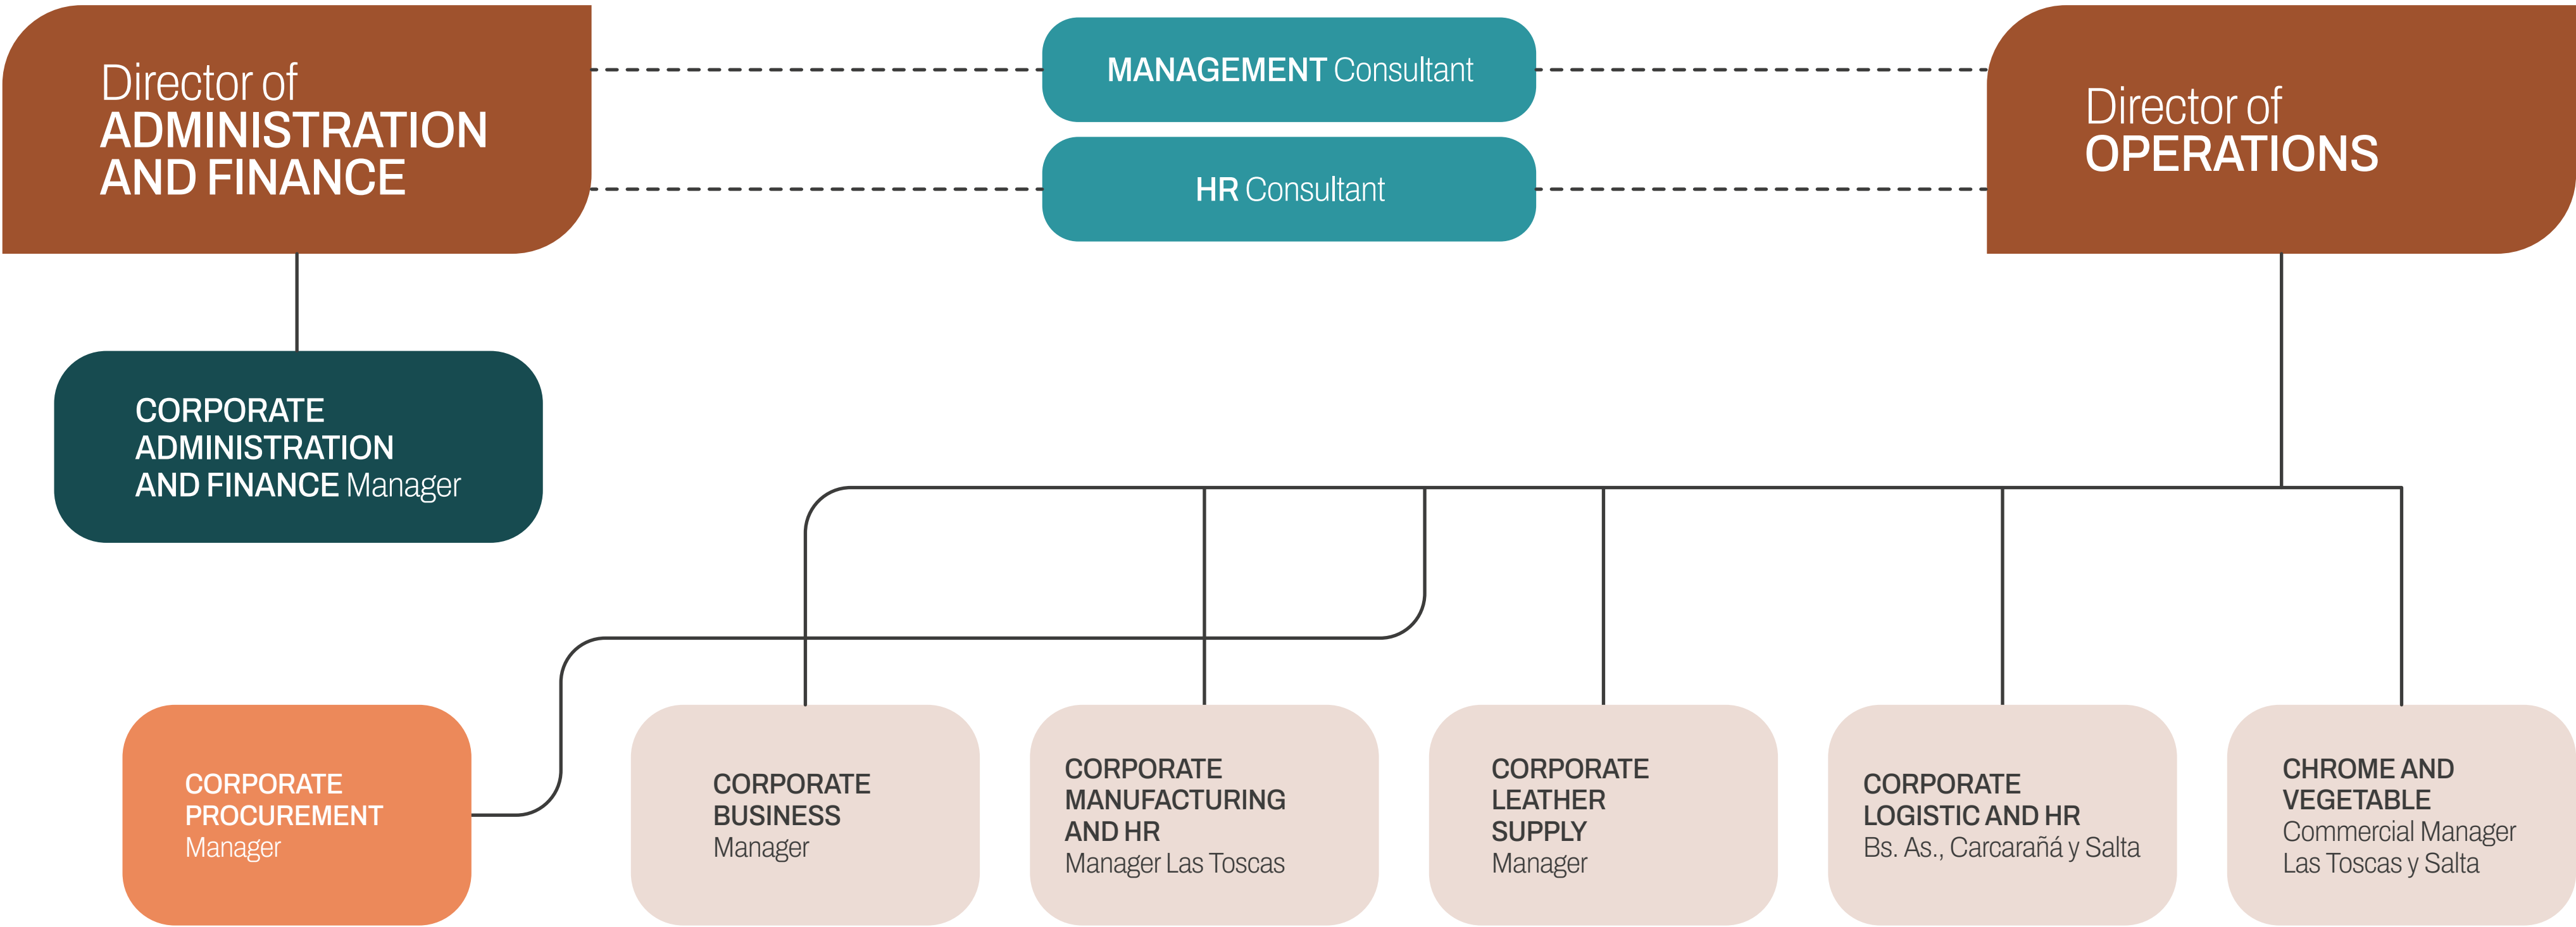 Director of
ADMINISTRATION
AND FINANCE
MANAGEMENT Consultant
HR Consultant
Director of
OPERATIONS
CORPORATE
ADMINISTRATION
AND FINANCE Manager
CORPORATE
PROCUREMENT
Manager
CORPORATE
BUSINESS
Manager
CORPORATE
MANUFACTURING
AND HR
Manager Las Toscas
CORPORATE
LEATHER
SUPPLY
Manager
CORPORATE
LOGISTIC AND HR
Bs. As., Carcarañá y Salta
CHROME AND
VEGETABLE
Commercial Manager
Las Toscas y Salta